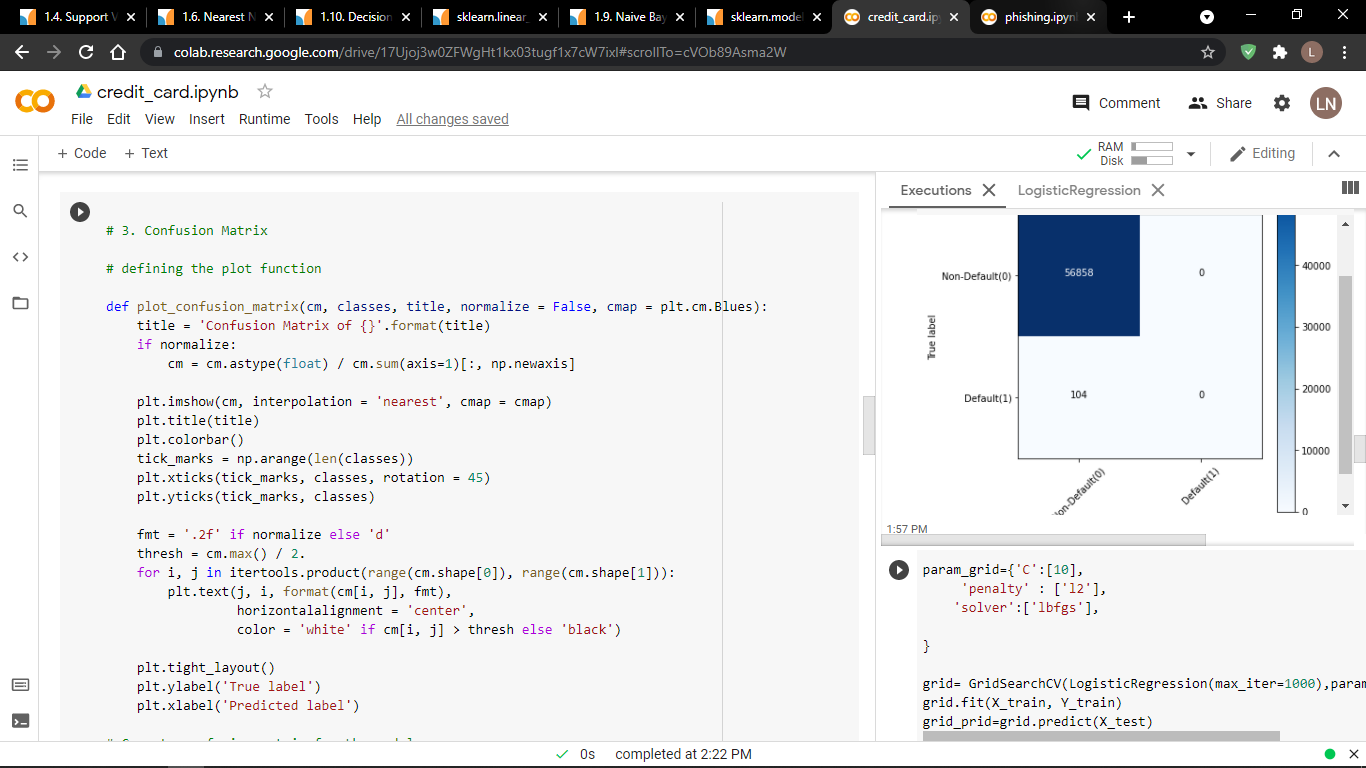 1.4. Support V
1.6. Nearest N
1.10. Decision
sklearn.linear_
1.9. Naive Bay
sklearn.model
credit_card.ip
phishing.ipynb
colab.research.google.com/drive/17Ujoj3w0ZFWgHt1kx03tugf1x7cW7ixI#scrollTo=cVOb89Asma2W
L
credit_card.ipynb
Comment
Share
LN
File Edit View Insert Runtime Tools Help All changes saved
+ Code + Text
RAM
Disk
Editing
# 3. Confusion Matrix
# defining the plot function
def plot_confusion_matrix(cm, classes, title, normalize = False, cmap = plt.cm.Blues):
title = 'Confusion Matrix of {}'.format(title)
if normalize:
cm = cm.astype(float) / cm.sum(axis=1)[:, np.newaxis]
plt.imshow(cm, interpolation = 'nearest', cmap = cmap)
plt.title(title)
plt.colorbar()
tick_marks = np.arange(len(classes))
plt.xticks(tick_marks, classes, rotation = 45)
plt.yticks(tick_marks, classes)
fmt = '.2f' if normalize else 'd'
thresh = cm.max() / 2.
for i, j in itertools.product(range(cm.shape[0]), range(cm.shape[1])):
plt.text(j, i, format(cm[i, j], fmt),
horizontalalignment = 'center',
color = 'white' if cm[i, j] > thresh else 'black')
plt.tight_layout()
plt.ylabel('True label')
plt.xlabel('Predicted label')
Executions
LogisticRegression
Non-Default(0)
56858
0
True label
Default(1)
104
0
on-Default(0)
Default(1)
40000
30000
20000
10000
0
1:57 PM
param_grid={'C':[10],
'penalty' : ['l2'],
'solver':['lbfgs'],
}
grid= GridSearchCV(LogisticRegression(max_iter=1000),param
grid.fit(X_train, Y_train)
grid_prid=grid.predict(X_test)
0s completed at 2:22 PM